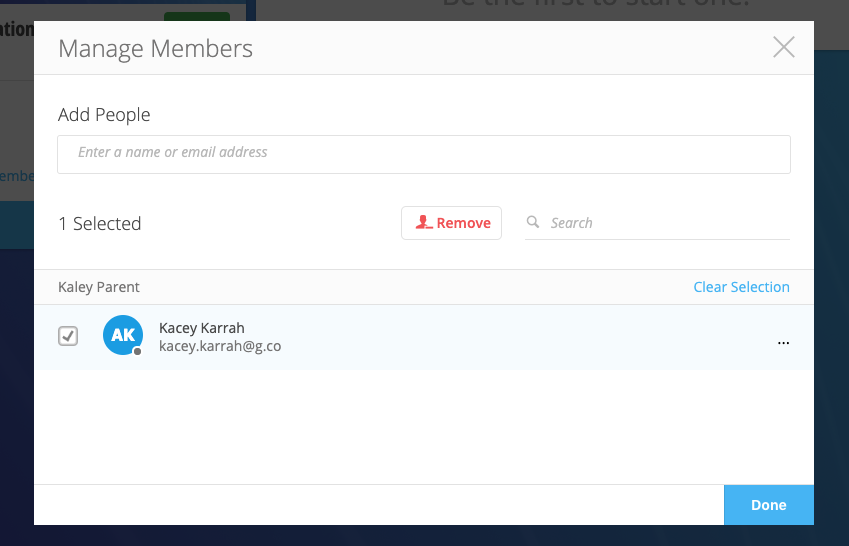 Be the first to start one.
ation
Manage Members
Add People
Enter a name or email address
embe
1 Selected
Remove
Search
Kaley Parent
Clear Selection
AK
Kacey Karrah
kacey.karrah@g.co
...
Done